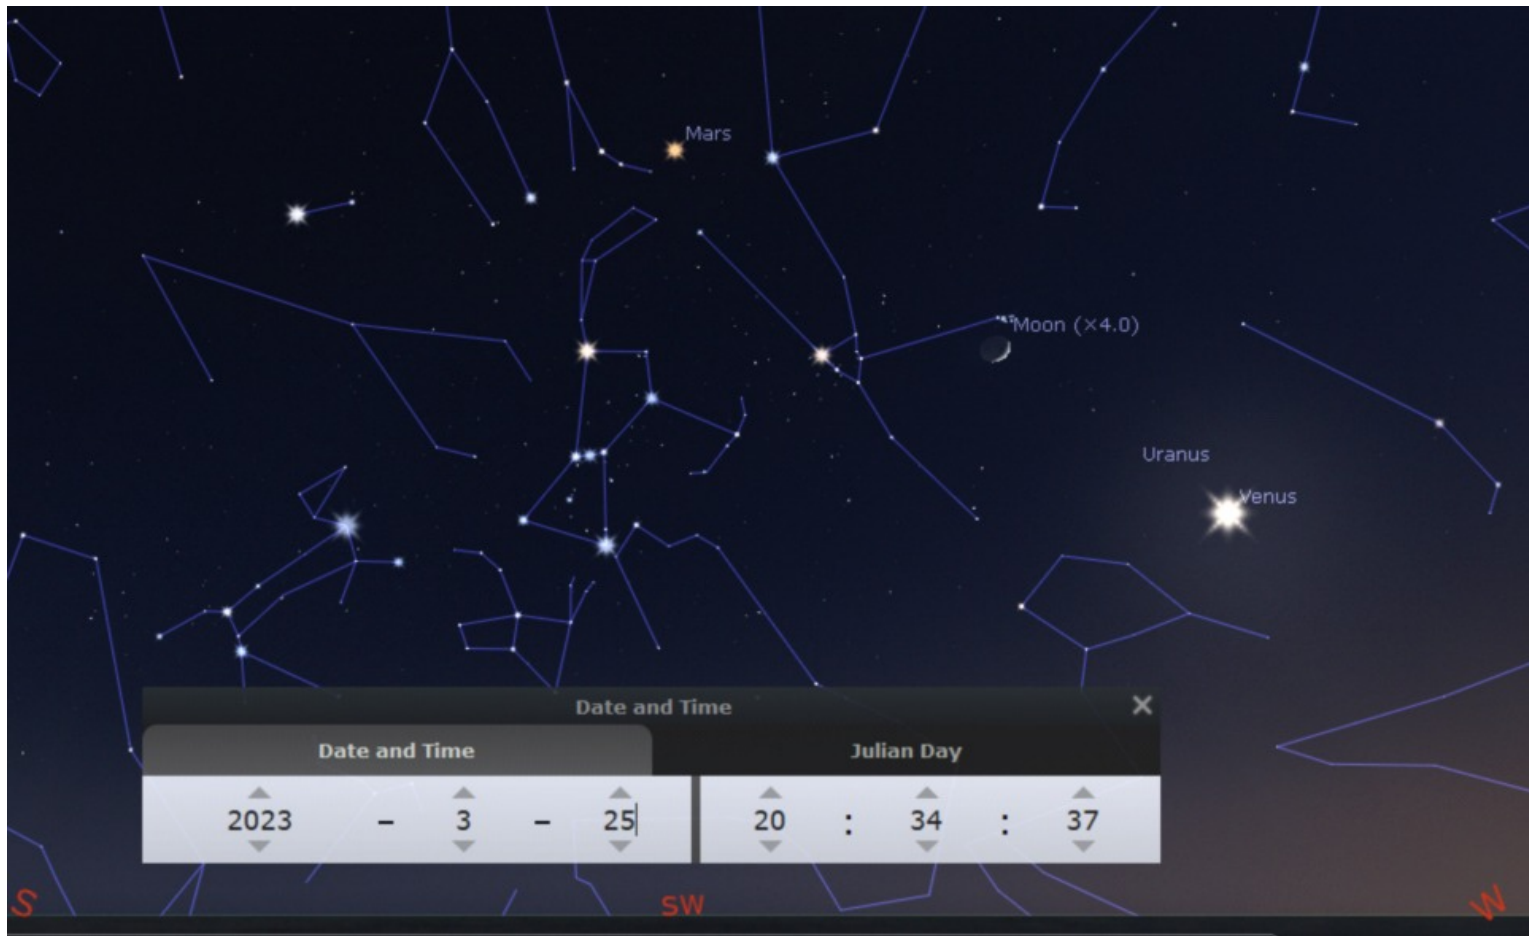 Mars
Moon (×4.0)
Uranus
Venus
Date and Time
Date and Time Julian Day
2023 - 3 - 25 20 : 34 : 37
S SW W